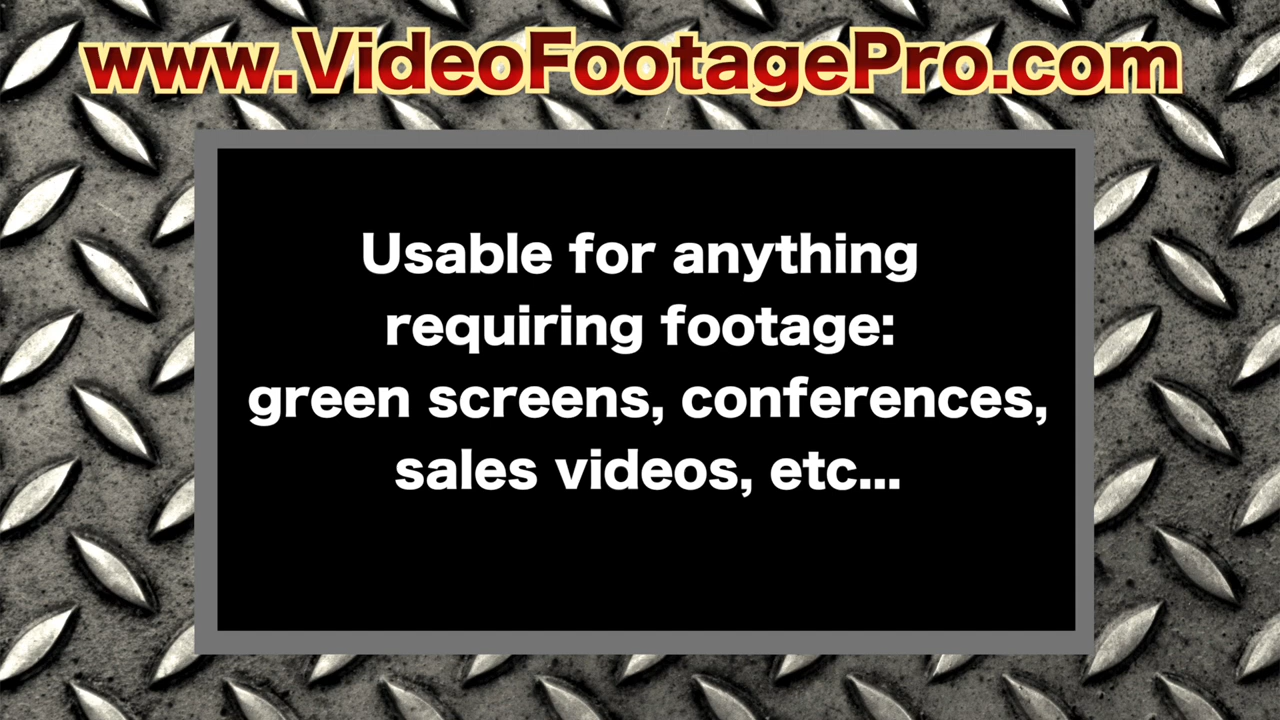 www.VideoFootagePro.com
Usable for anything
requiring footage:
green screens, conferences,
sales videos, etc...